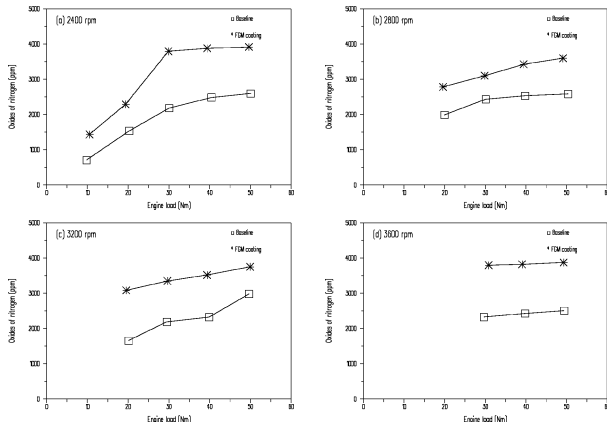 (a) 2400 rpm
□ Baseline
* FGM coating
Oxides of nitrogen (ppm)
5000
4000
3000
2000
1000
0
0 10 20 30 40 50 60
Engine load (Nm)
(b) 2800 rpm
□ Baseline
* FGM coating
Oxides of nitrogen (ppm)
5000
4000
3000
2000
1000
0
0 10 20 30 40 50 60
Engine load (Nm)
(c) 3200 rpm
□ Baseline
* FGM coating
Oxides of nitrogen (ppm)
5000
4000
3000
2000
1000
0
0 10 20 30 40 50 60
Engine load (Nm)
(d) 3600 rpm
□ Baseline
* FGM coating
Oxides of nitrogen (ppm)
5000
4000
3000
2000
1000
0
0 10 20 30 40 50 60
Engine load (Nm)